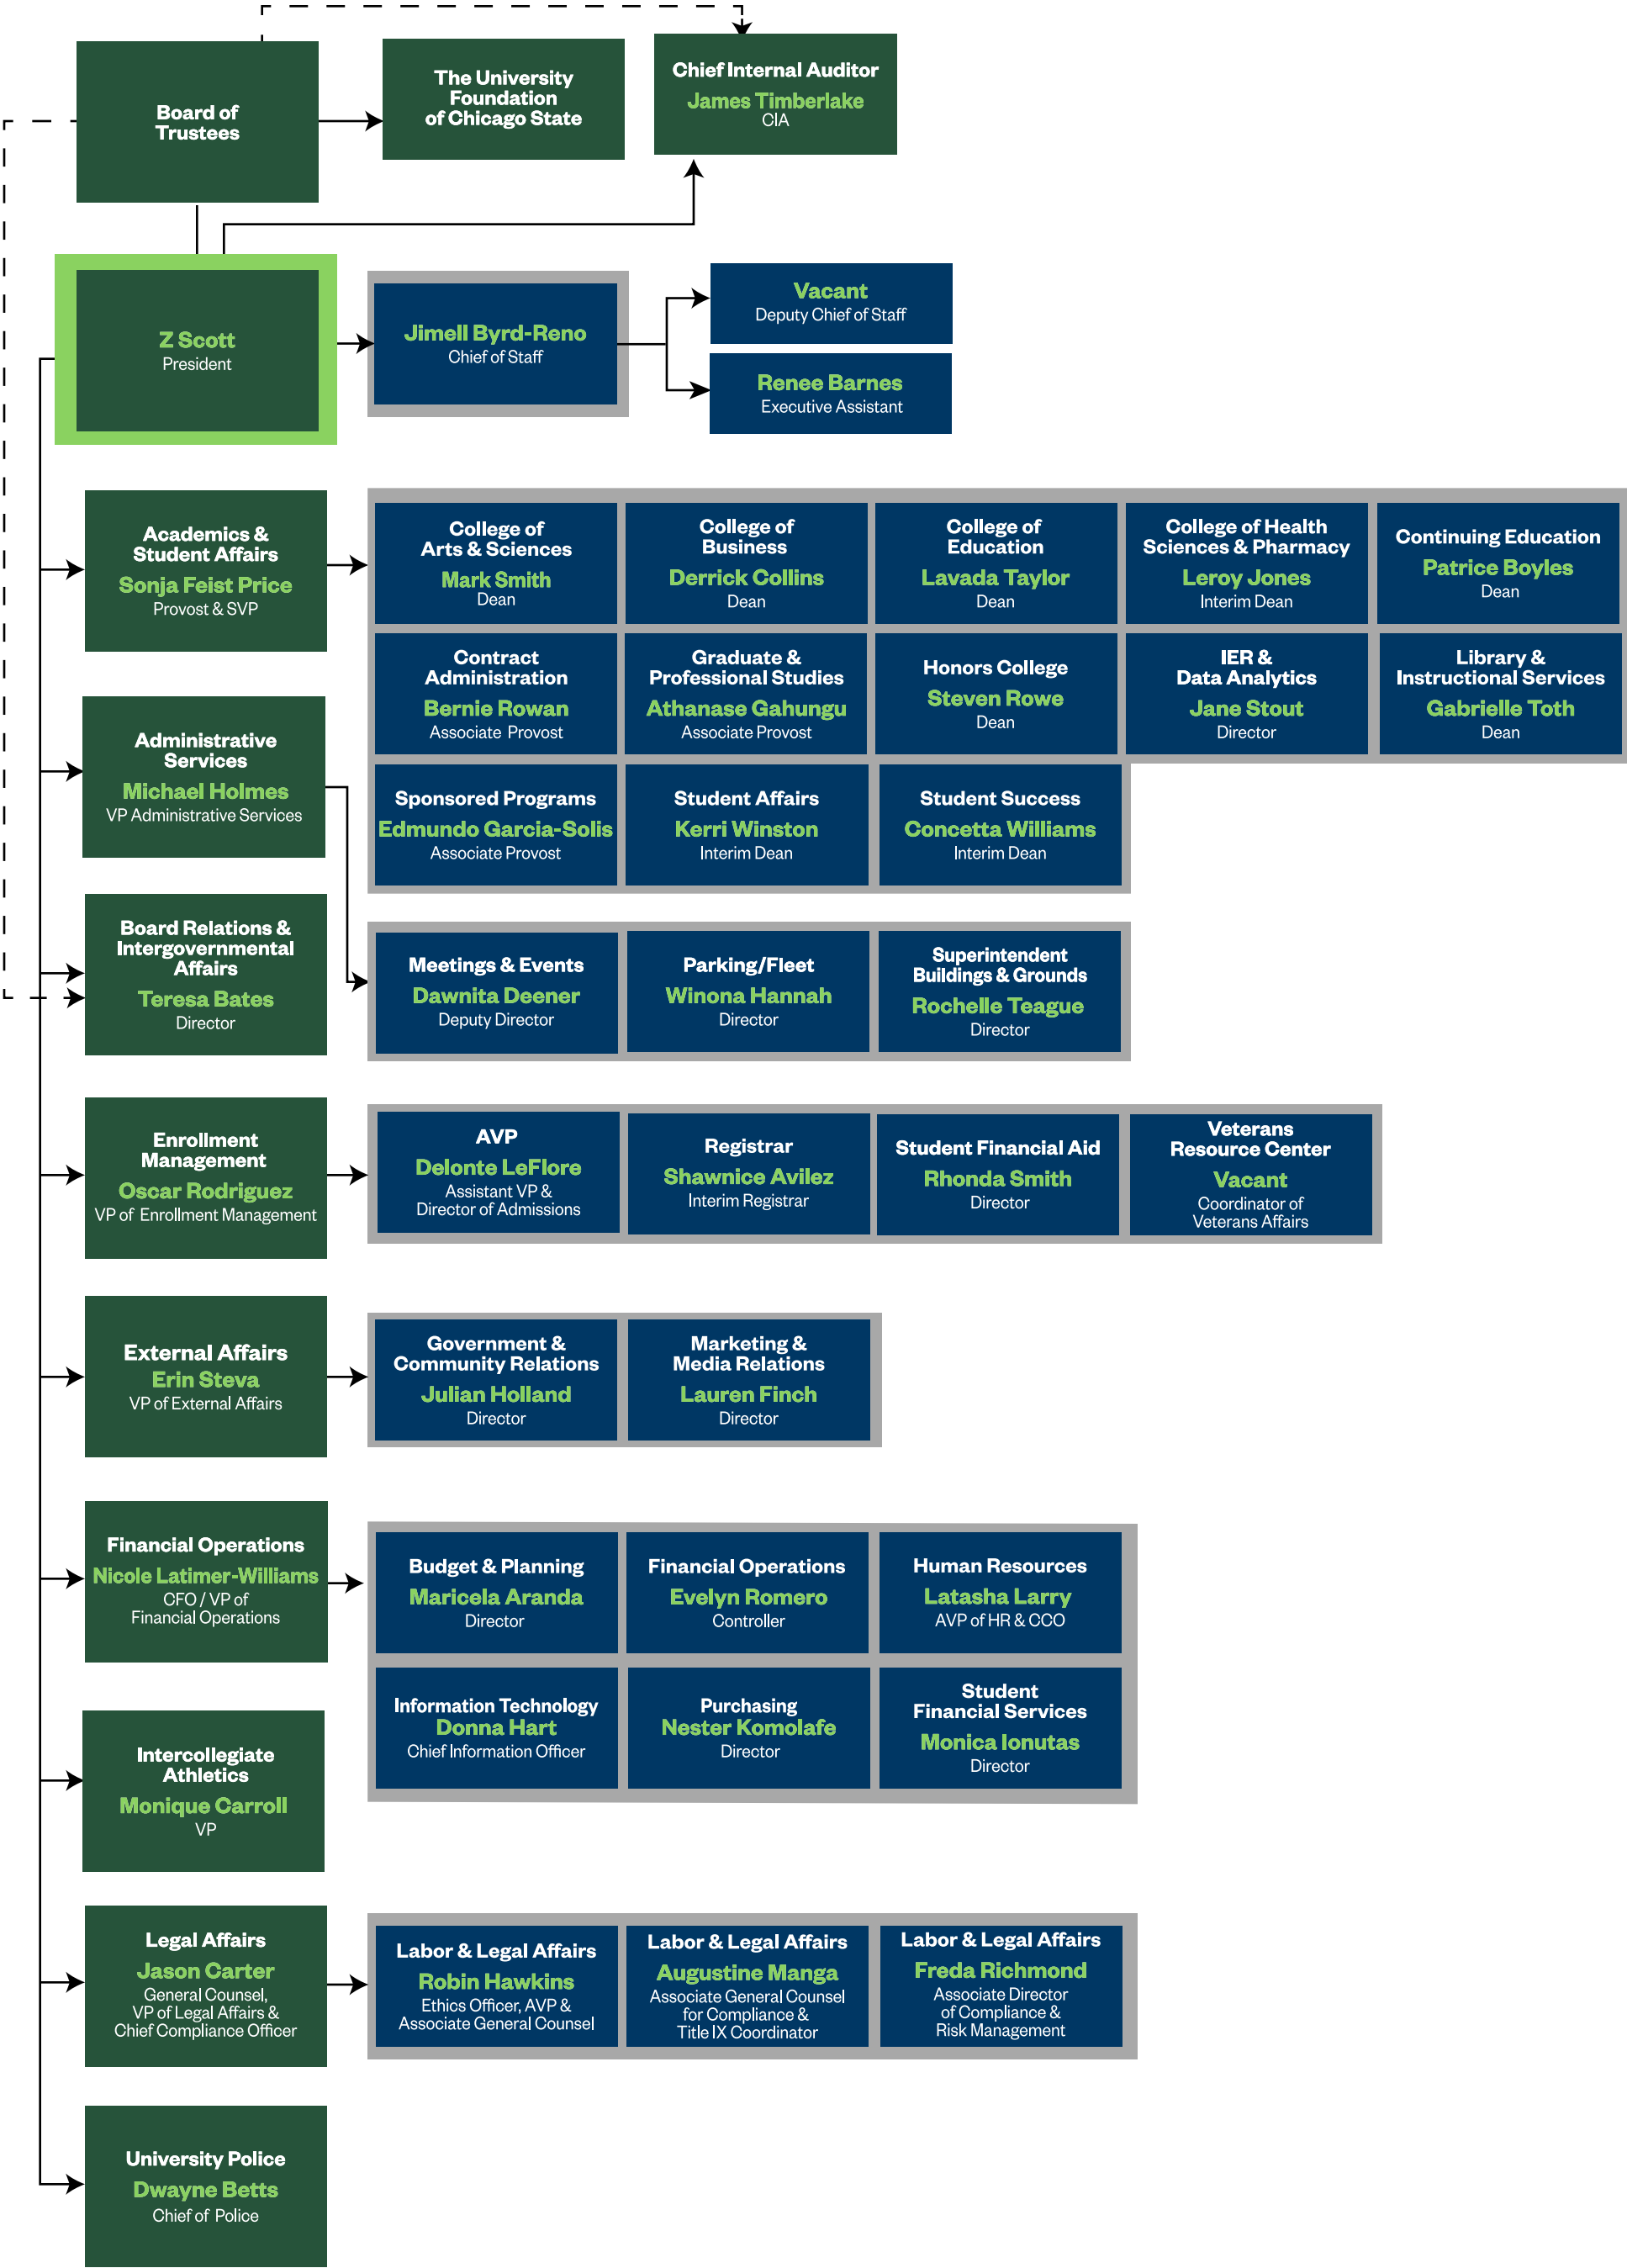 Board of
Trustees
The University
Foundation
of Chicago State
Chief Internal Auditor
James Timberlake
CIA
Z Scott
President
Jimell Byrd-Reno
Chief of Staff
Vacant
Deputy Chief of Staff
Renee Barnes
Executive Assistant
Academics &
Student Affairs
Sonja Feist Price
Provost & SVP
College of
Arts & Sciences
Mark Smith
Dean
College of
Business
Derrick Collins
Dean
College of
Education
Lavada Taylor
Dean
College of Health
Sciences & Pharmacy
Leroy Jones
Interim Dean
Continuing Education
Patrice Boyles
Dean
Contract
Administration
Bernie Rowan
Associate Provost
Graduate &
Professional Studies
Athanase Gahungu
Associate Provost
Honors College
Steven Rowe
Dean
IER &
Data Analytics
Jane Stout
Director
Library &
Instructional Services
Gabrielle Toth
Dean
Sponsored Programs
Edmundo Garcia-Solis
Associate Provost
Student Affairs
Kerri Winston
Interim Dean
Student Success
Concetta Williams
Interim Dean
Administrative
Services
Michael Holmes
VP Administrative Services
Meetings & Events
Dawnita Deener
Deputy Director
Parking/Fleet
Winona Hannah
Director
Superintendent
Buildings & Grounds
Rochelle Teague
Director
Board Relations &
Intergovernmental
Affairs
Teresa Bates
Director
Enrollment
Management
Oscar Rodriguez
VP of Enrollment Management
AVP
Delonte LeFlore
Assistant VP &
Director of Admissions
Registrar
Shawnice Avilez
Interim Registrar
Student Financial Aid
Rhonda Smith
Director
Veterans
Resource Center
Vacant
Coordinator of
Veterans Affairs
External Affairs
Erin Steva
VP of External Affairs
Government &
Community Relations
Julian Holland
Director
Marketing &
Media Relations
Lauren Finch
Director
Financial Operations
Nicole Latimer-Williams
CFO / VP of
Financial Operations
Budget & Planning
Maricela Aranda
Director
Financial Operations
Evelyn Romero
Controller
Human Resources
Latasha Larry
AVP of HR & CCO
Information Technology
Donna Hart
Chief Information Officer
Purchasing
Nester Komolafe
Director
Student
Financial Services
Monica Ionutas
Director
Intercollegiate
Athletics
Monique Carroll
VP
Legal Affairs
Jason Carter
General Counsel,
VP of Legal Affairs &
Chief Compliance Officer
Labor & Legal Affairs
Robin Hawkins
Ethics Officer, AVP &
Associate General Counsel
Labor & Legal Affairs
Augustine Manga
Associate General Counsel
for Compliance &
Title IX Coordinator
Labor & Legal Affairs
Freda Richmond
Associate Director
of Compliance &
Risk Management
University Police
Dwayne Betts
Chief of Police